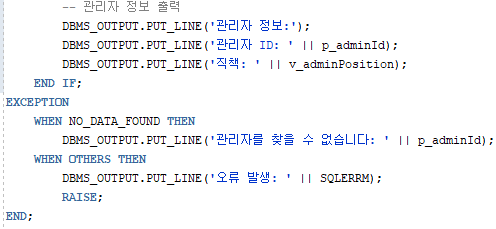 -- 관리자 정보 출력
DBMS_OUTPUT.PUT_LINE('관리자 정보:');
DBMS_OUTPUT.PUT_LINE('관리자 ID: ' || p_adminId);
DBMS_OUTPUT.PUT_LINE('직책: ' || v_adminPosition);
END IF;
EXCEPTION
WHEN NO_DATA_FOUND THEN
DBMS_OUTPUT.PUT_LINE('관리자를 찾을 수 없습니다: ' || p_adminId);
WHEN OTHERS THEN
DBMS_OUTPUT.PUT_LINE('오류 발생: ' || SQLERRM);
RAISE;
END;